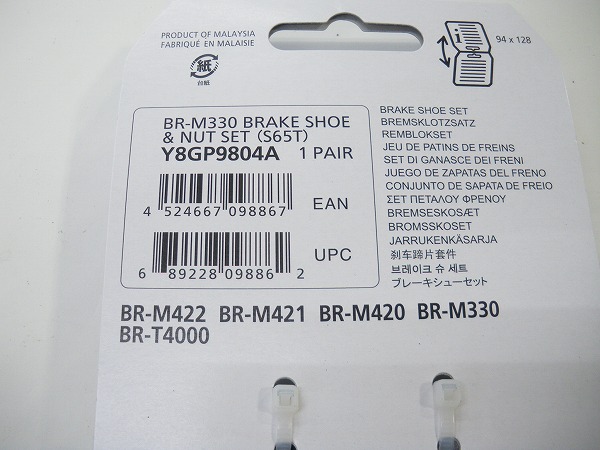 PRODUCT OF MALAYSIA
FABRIQUÉ EN MALAISIE
紙
台紙
i
94 x 128
BR-M330 BRAKE SHOE
& NUT SET (S65T)
Y8GP9804A 1 PAIR
4 524667 098867
EAN
6 89228 09886 2
UPC
BRAKE SHOE SET
BREMSKLOTZSATZ
REMBLOKSET
JEU DE PATINS DE FREINS
SET DI GANASCE DEI FRENI
JUEGO DE ZAPATAS DEL FRENO
CONJUNTO DE SAPATA DE FREIO
ΣΕΤ ΠΕΤΑΛΟΥ ΦΡΕΝΟΥ
BREMSESKOSÆT
BROMSSKOSET
JARRUKENKÄSARJA
刹车蹄片套件
브레이크 슈 세트
ブレーキシューセット
BR-M422 BR-M421 BR-M420 BR-M330
BR-T4000